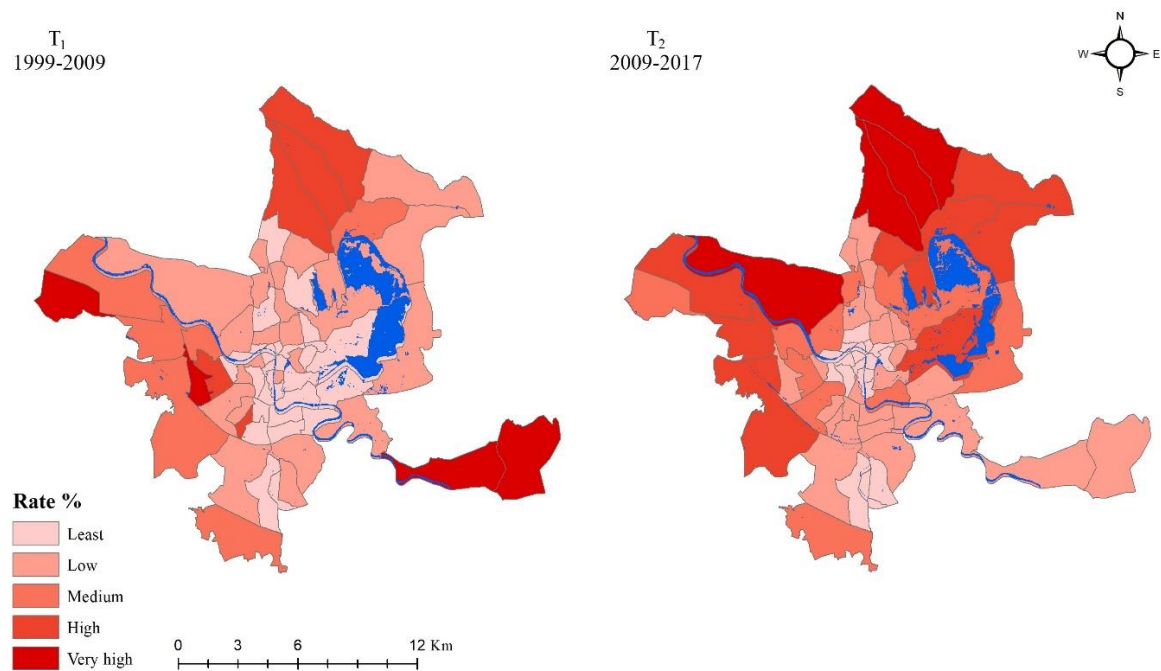 T₁
1999-2009
T₂
2009-2017
N
W E
S
Rate %
Least
Low
Medium
High
Very high
0 3 6 12 Km